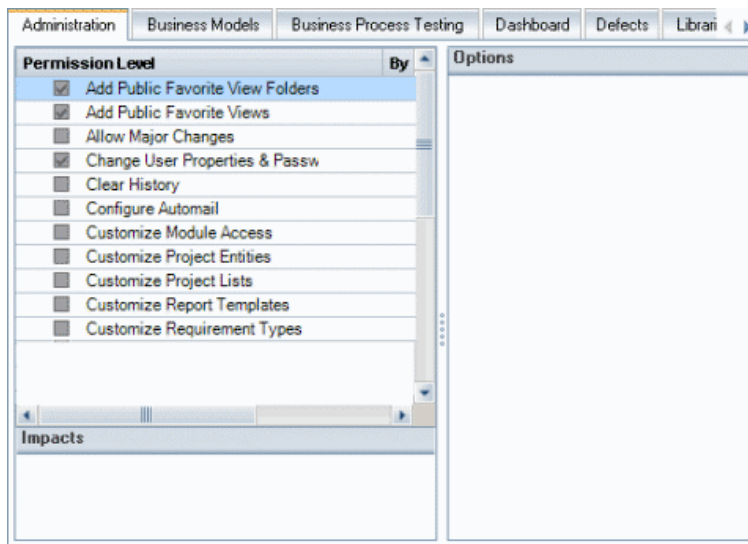 Administration Business Models Business Process Testing Dashboard Defects Librari
Permission Level By
Options
Add Public Favorite View Folders
Add Public Favorite Views
Allow Major Changes
Change User Properties & Passw
Clear History
Configure Automail
Customize Module Access
Customize Project Entities
Customize Project Lists
Customize Report Templates
Customize Requirement Types
Impacts